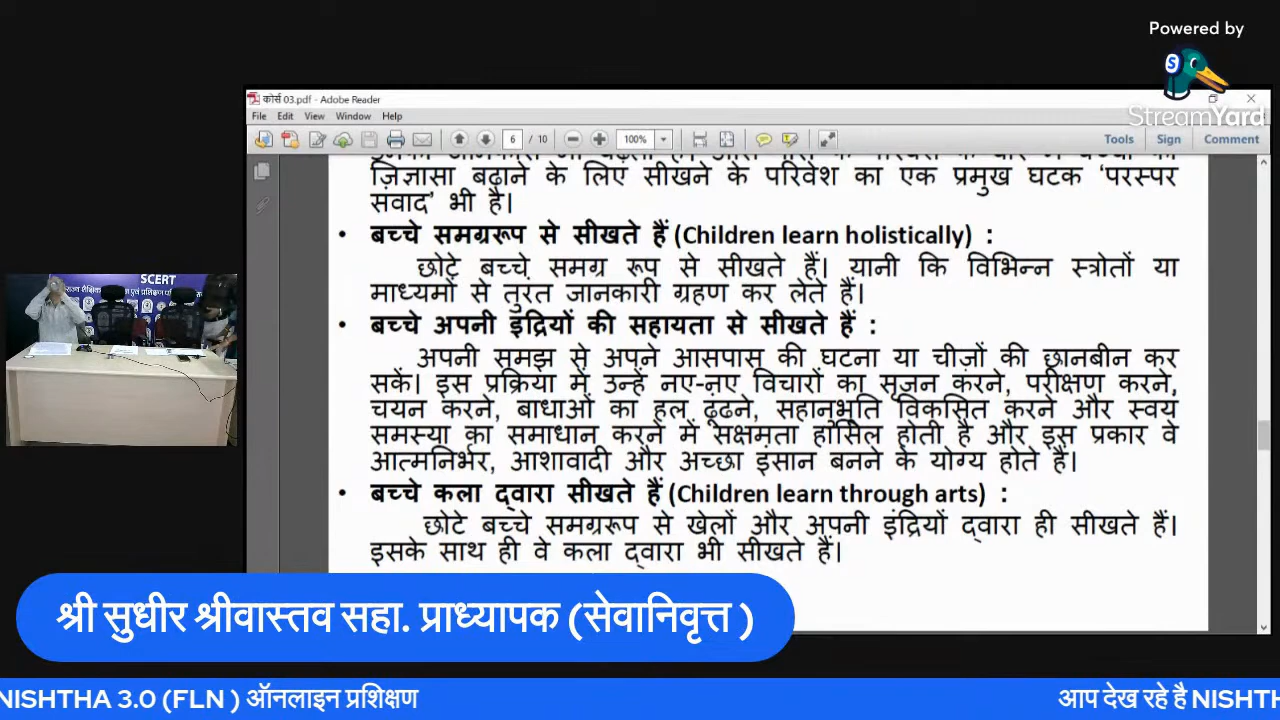 Powered by
StreamYard
कोर्स 03.pdf - Adobe Reader
File Edit View Window Help
6 / 10 100% Tools Sign Comment
ज़िज्ञासा बढ़ाने के लिए सीखने के परिवेश का एक प्रमुख घटक ‘परस्पर
संवाद’ भी है।
• बच्चे समग्ररूप से सीखते हैं (Children learn holistically) :
छोटे बच्चे समग्र रूप से सीखते हैं। यानी कि विभिन्न स्त्रोतों या
माध्यमों से तुरंत जानकारी ग्रहण कर लेते हैं।
• बच्चे अपनी इंद्रियों की सहायता से सीखते हैं :
अपनी समझ से अपने आसपास की घटना या चीज़ों की छानबीन कर
सकें। इस प्रक्रिया में उन्हें नए-नए विचारों का सृजन करने, परीक्षण करने,
चयन करने, बाधाओं का हल ढूंढने, सहानुभूति विकसित करने और स्वयं
समस्या का समाधान करने में सक्षमता हासिल होती है और इस प्रकार वे
आत्मनिर्भर, आशावादी और अच्छा इंसान बनने के योग्य होते हैं।
• बच्चे कला द्वारा सीखते हैं (Children learn through arts) :
छोटे बच्चे समग्ररूप से खेलों और अपनी इंद्रियों द्वारा ही सीखते हैं।
इसके साथ ही वे कला द्वारा भी सीखते हैं।
SCERT
श्री सुधीर श्रीवास्तव सहा. प्राध्यापक (सेवानिवृत्त )
NISHTHA 3.0 (FLN ) ऑनलाइन प्रशिक्षण
आप देख रहे है NISHTH